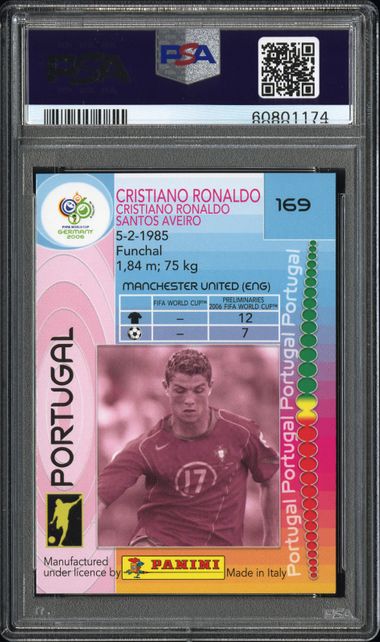 PSA
PSA
60801174
FIFA WORLD CUP
GERMANY
2006
CRISTIANO RONALDO
CRISTIANO RONALDO
SANTOS AVEIRO
169
5-2-1985
Funchal
1,84 m; 75 kg
MANCHESTER UNITED (ENG)
FIFA WORLD CUP™
PRELIMINARIES
2006 FIFA WORLD CUP™
– 12
– 7
PORTUGAL
Portugal Portugal Portugal Portugal
17
Manufactured
under licence by
PANINI
Made in Italy
PSA